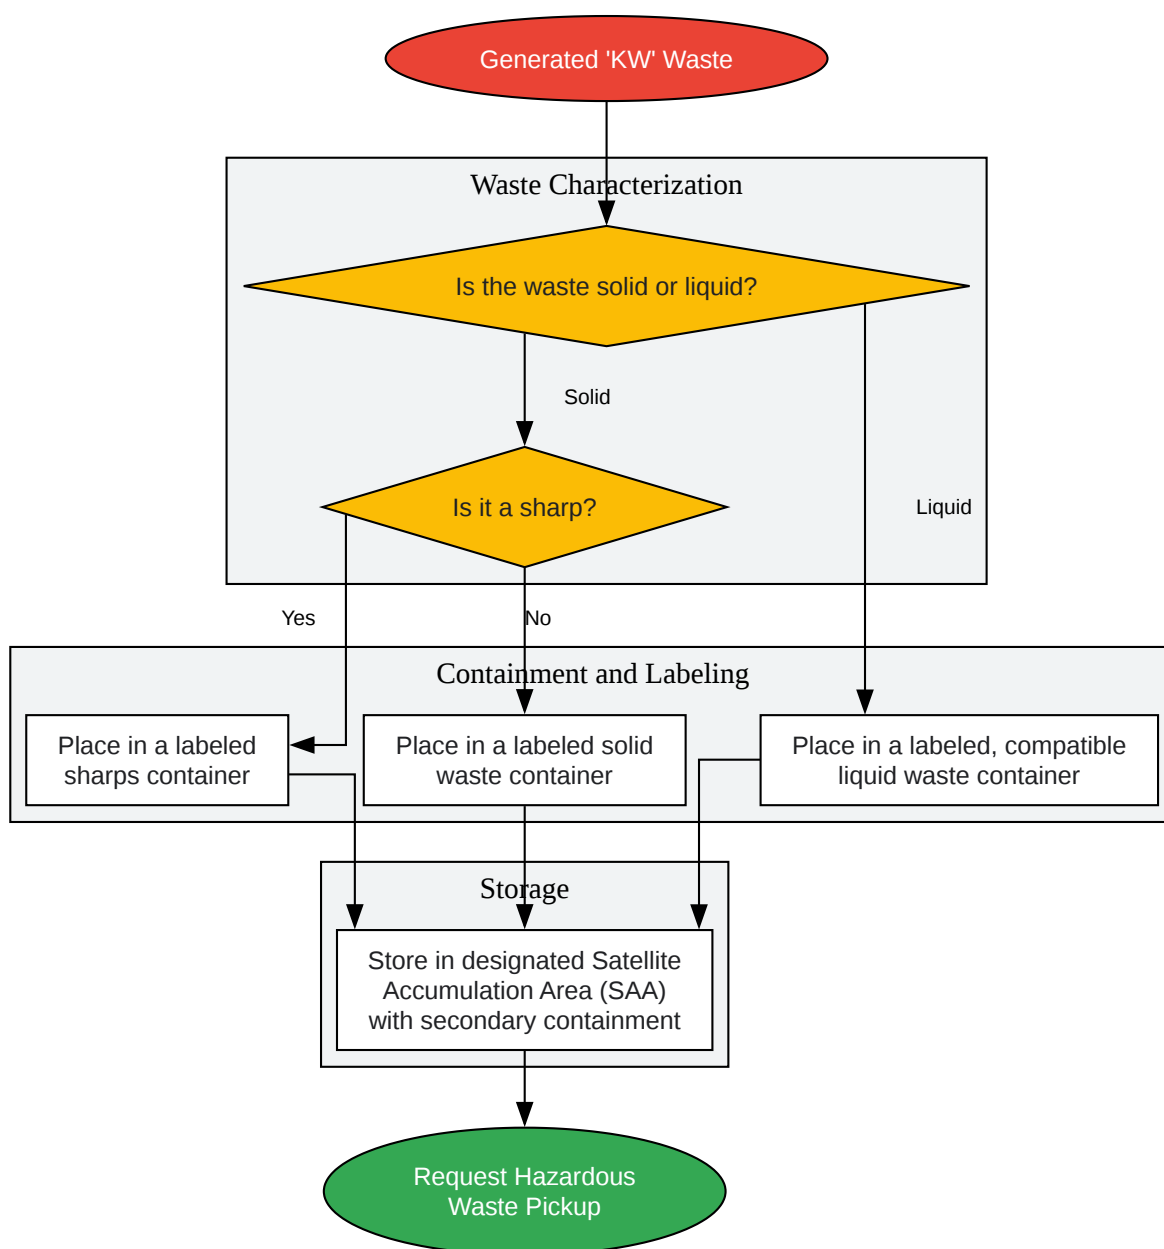 Generated 'KW' Waste
Waste Characterization
Is the waste solid or liquid?
Solid
Is it a sharp?
Liquid
Yes
No
Containment and Labeling
Place in a labeled
sharps container
Place in a labeled solid
waste container
Place in a labeled, compatible
liquid waste container
Storage
Store in designated Satellite
Accumulation Area (SAA)
with secondary containment
Request Hazardous
Waste Pickup